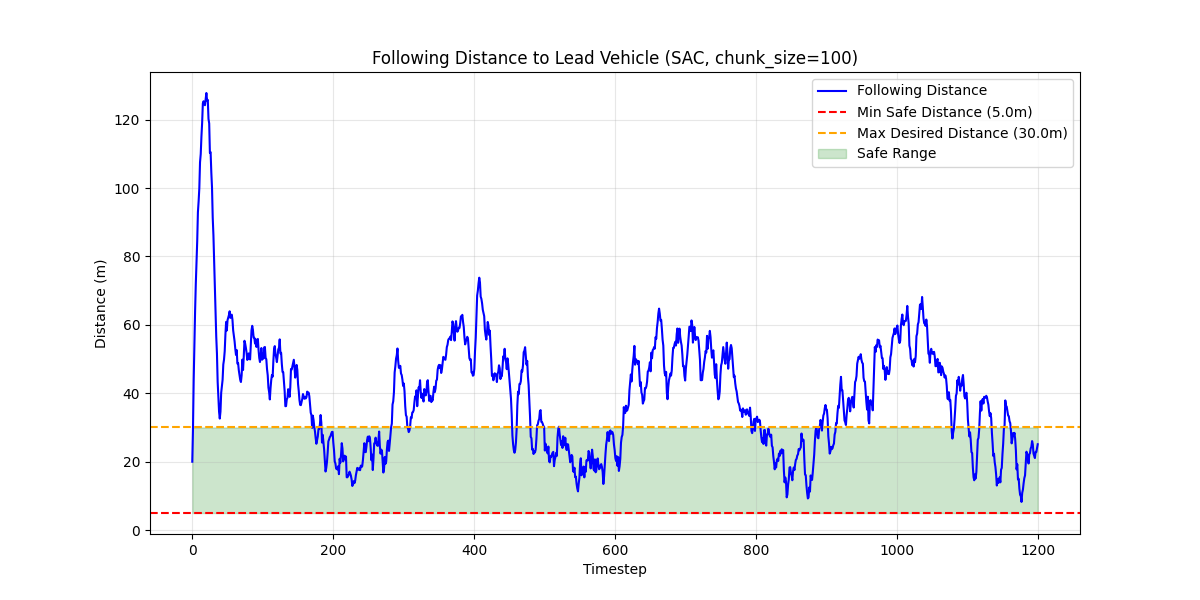 Following Distance to Lead Vehicle (SAC, chunk_size=100)
Following Distance
Min Safe Distance (5.0m)
Max Desired Distance (30.0m)
Safe Range
Distance (m)
120
100
80
60
40
20
0
0 200 400 600 800 1000 1200
Timestep